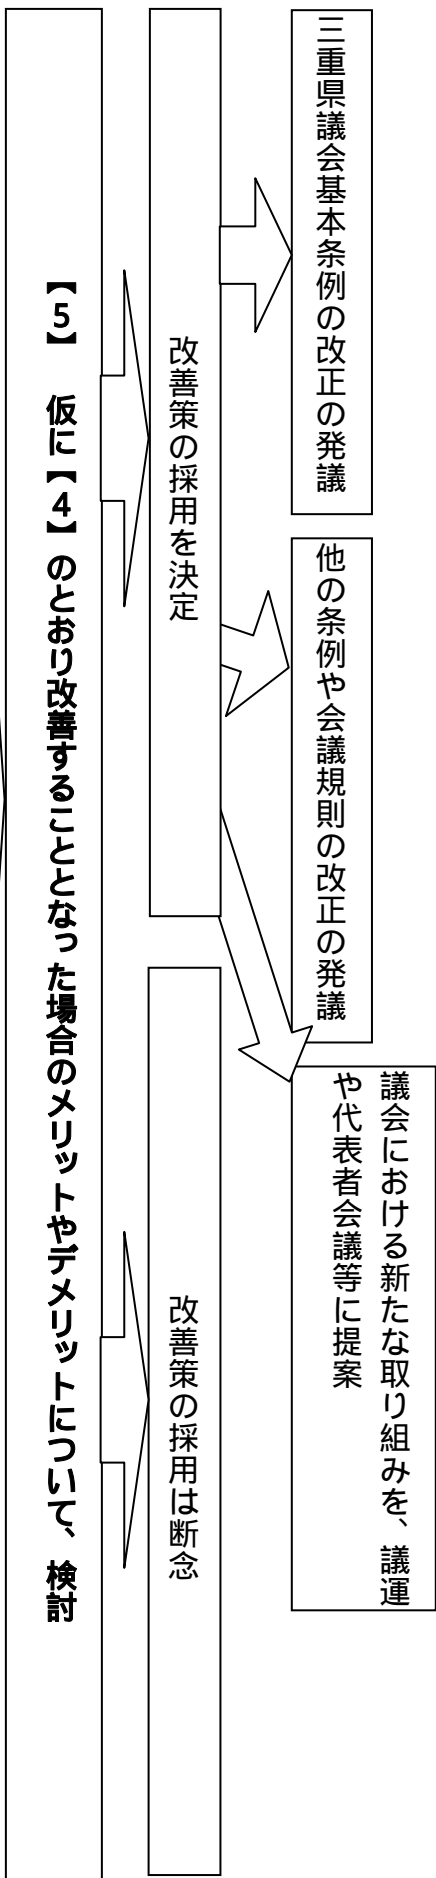 【５】　仮に【４】のとおり改善することとなった場合のメリットやデメリットについて、検討
改善策の採用を決定
改善策の採用は断念
三重県議会基本条例の改正の発議
他の条例や会議規則の改正の発議
議会における新たな取り組みを、議運
や代表者会議等に提案